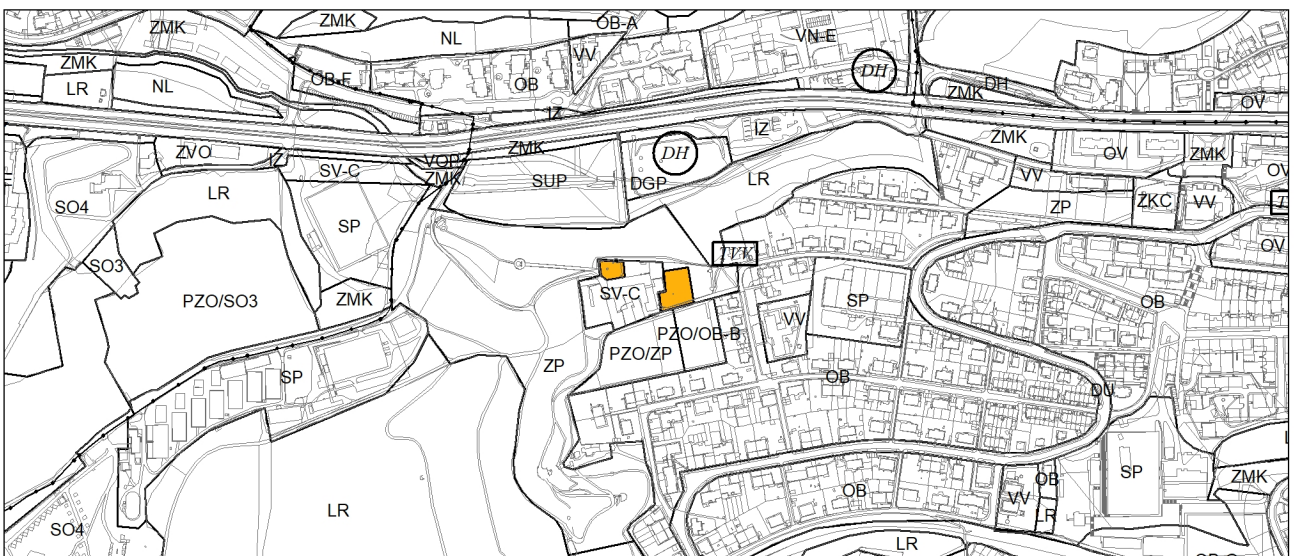 ZMK
ZMK
OB-A
NL
VV
VN-E
ZMK
LR
NL
OB
DH
ZMK
DH
OV
IZ
IZ
ZMK
ZVO
IZ
SV-C
VOP
ZMK
ZMK
SUP
DH
DGP
LR
OV
ZMK
VV
LR
SO4
SP
ZP
ZKC
VV
OV
SO3
TVK
OV
PZO/SO3
ZMK
SV-C
SP
OB
PZO/OB-B
VV
PZO/ZP
ZP
SP
OB
DU
LR
OB
SP
OB
VV
LR
ZMK
SO4
LR